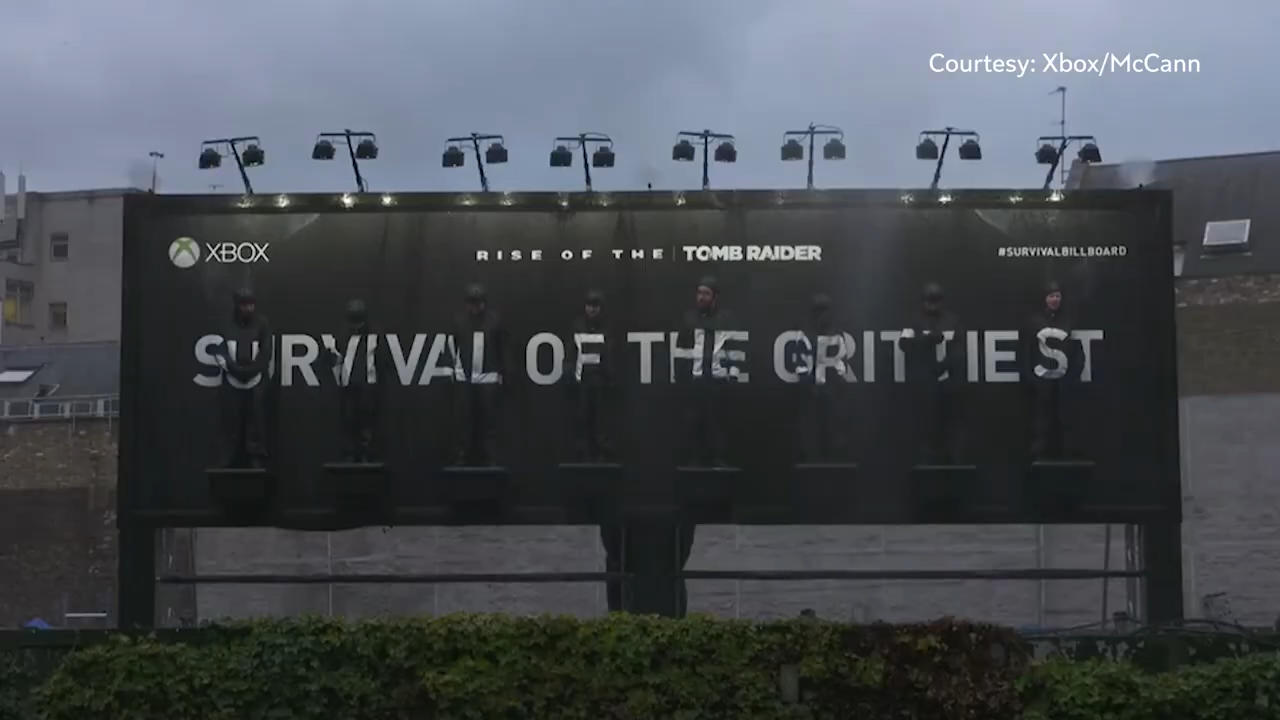 Courtesy: Xbox/McCann
XBOX
RISE OF THE TOMB RAIDER
#SURVIVALBILLBOARD
SURVIVAL OF THE GRITTIEST